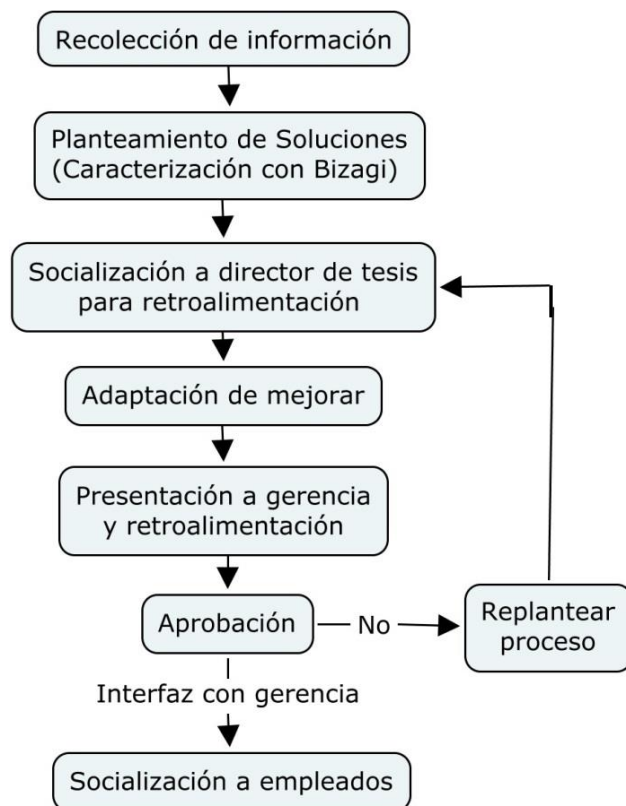 Recolección de información
Planteamiento de Soluciones
(Caracterización con Bizagi)
Socialización a director de tesis
para retroalimentación
Adaptación de mejorar
Presentación a gerencia
y retroalimentación
Aprobación
No
Replantear
proceso
Interfaz con gerencia
Socialización a empleados